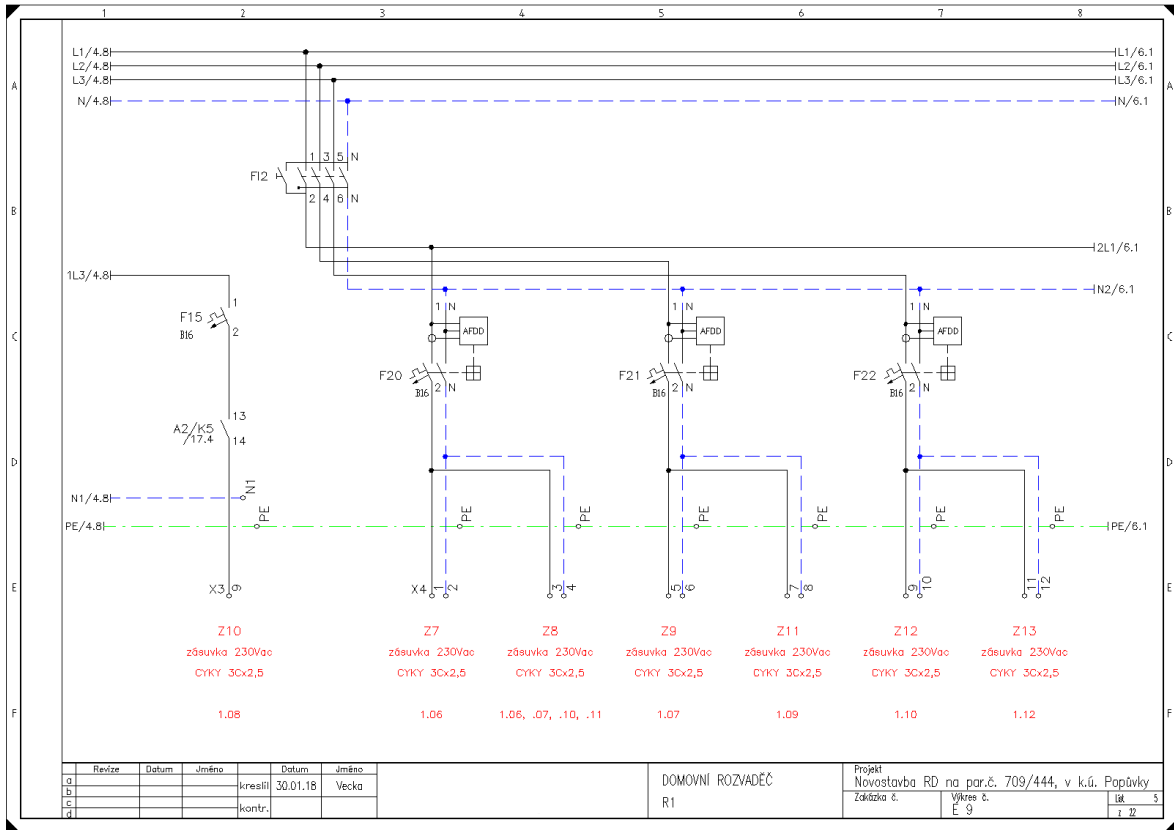 1 2 3 4 5 6 7 8
L1/4.8 L1/6.1
L2/4.8 L2/6.1
L3/4.8 L3/6.1
A A
N/4.8 N/6.1
1 3 5 N
FI2
2 4 6 N
B B
2L1/6.1
1L3/4.8
N2/6.1
1 1 N 1 N 1 N
F15
B16
2
AFDD AFDD AFDD
C C
F20 F21 F22
B16 B16 B16
2 N 2 N 2 N
13
A2/K5
/17.4
14
D D
N1/4.8 N1
PE/4.8 PE PE PE PE PE PE PE PE/6.1
E E
X3 9 X4 1 2 3 4 5 6 7 8 9 10 11 12
Z10 Z7 Z8 Z9 Z11 Z12 Z13
zásuvka 230Vac zásuvka 230Vac zásuvka 230Vac zásuvka 230Vac zásuvka 230Vac zásuvka 230Vac zásuvka 230Vac
CYKY 3Cx2,5 CYKY 3Cx2,5 CYKY 3Cx2,5 CYKY 3Cx2,5 CYKY 3Cx2,5 CYKY 3Cx2,5 CYKY 3Cx2,5
F F
1.08 1.06 1.06, .07, .10, .11 1.07 1.09 1.10 1.12
Revize Datum Jméno Datum Jméno
a
b
c
d
kreslil 30.01.18 Vecka
kontr.
DOMOVNÍ ROZVADĚČ
R1
Projekt
Novostavba RD na par.č. 709/444, v k.ú. Popůvky
Zakázka č. Výkres č.
E 9
List 5
z 22